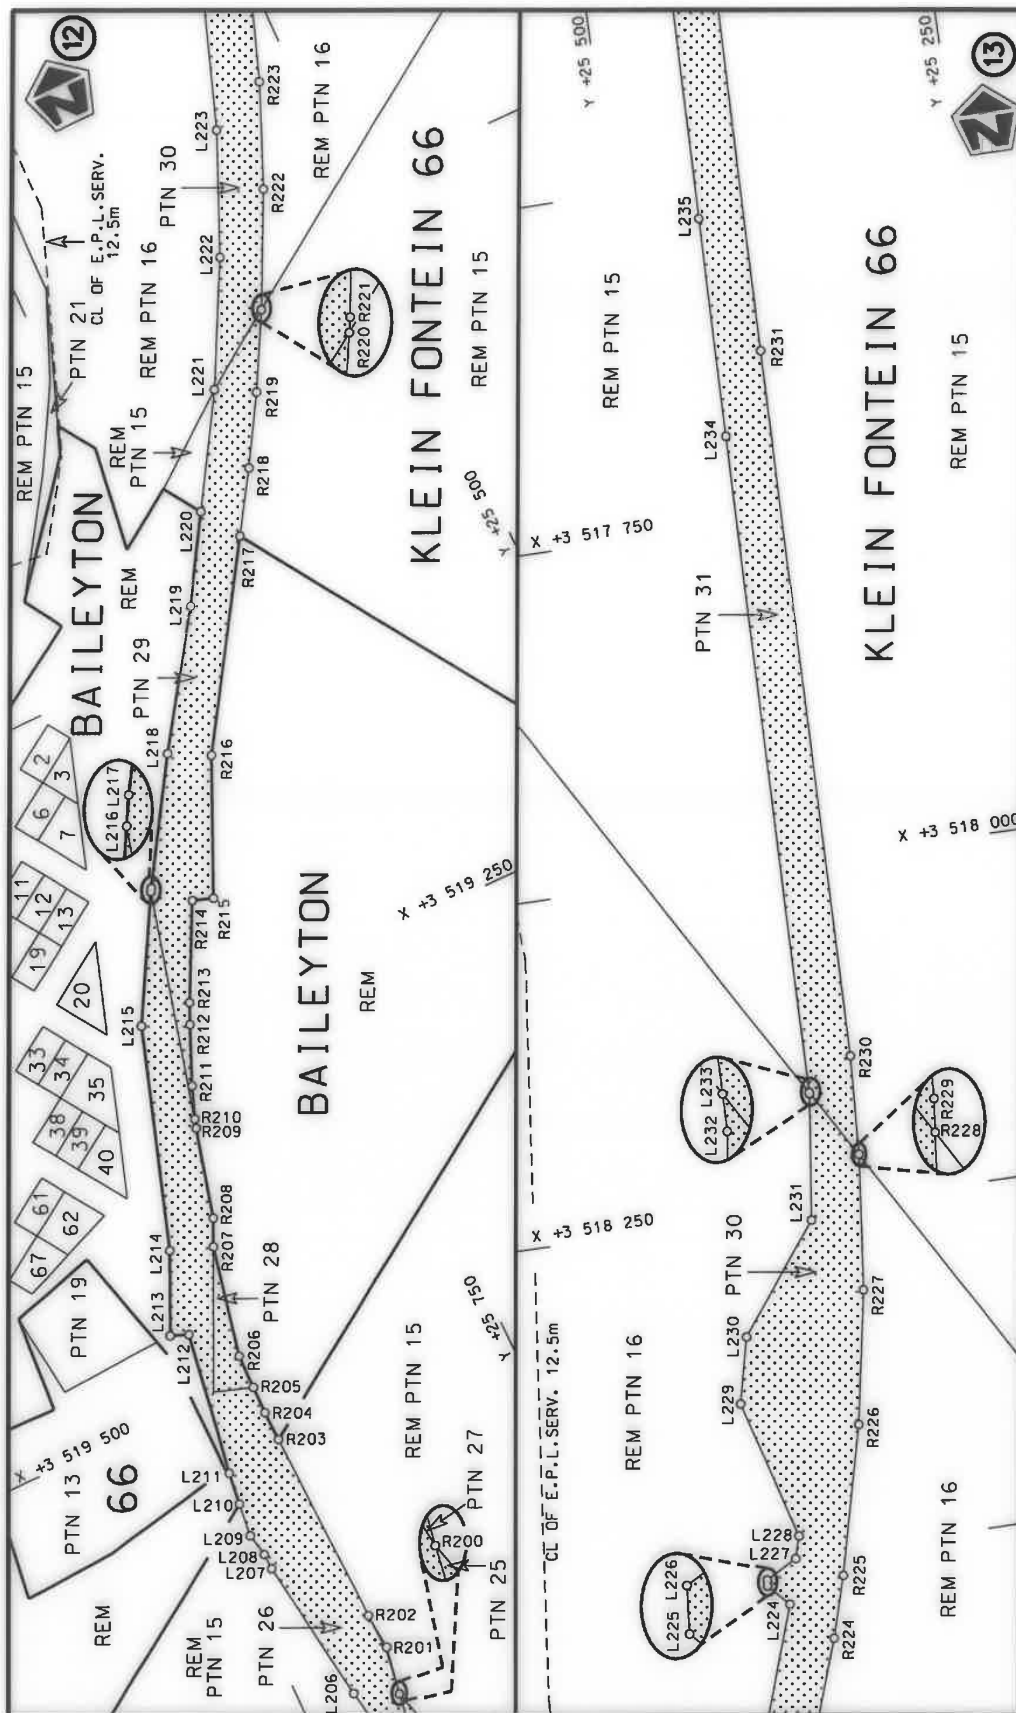 12
REM PTN 15
PTN 21
CL OF E.P.L.SERV.
12.5m
REM PTN 16
PTN 30
REM PTN 16
L223
R223
R222
L222
R220
R221
L221
R219
R218
REM
PTN 15
L220
R217
BAILEYTON
REM
L219
PTN 29
L218
R216
KLEIN FONTEIN 66
REM PTN 15
Y +25 500
L216
L217
2
3
6
7
11
12
13
19
20
33
34
35
38
39
40
61
62
67
PTN 19
R214
R215
X +3 519 250
R213
R212
L215
R211
R210
R209
BAILEYTON
REM
R208
R207
L214
L213
L212
PTN 28
R206
R205
R204
R203
X +3 519 500
PTN 13
66
L211
L210
L209
L208
L207
REM PTN 15
Y +25 750
PTN 27
R200
PTN 25
R202
R201
REM
REM
PTN 15
PTN 26
L206
13
Y +25 500
Y +25 250
L235
REM PTN 15
R231
L234
X +3 517 750
PTN 31
KLEIN FONTEIN 66
REM PTN 15
X +3 518 000
R230
L232
L233
R229
R228
L231
X +3 518 250
PTN 30
R227
L230
L229
R226
CL OF E.P.L.SERV. 12.5m
REM PTN 16
L228
L227
L226
L225
L224
R225
R224
REM PTN 16